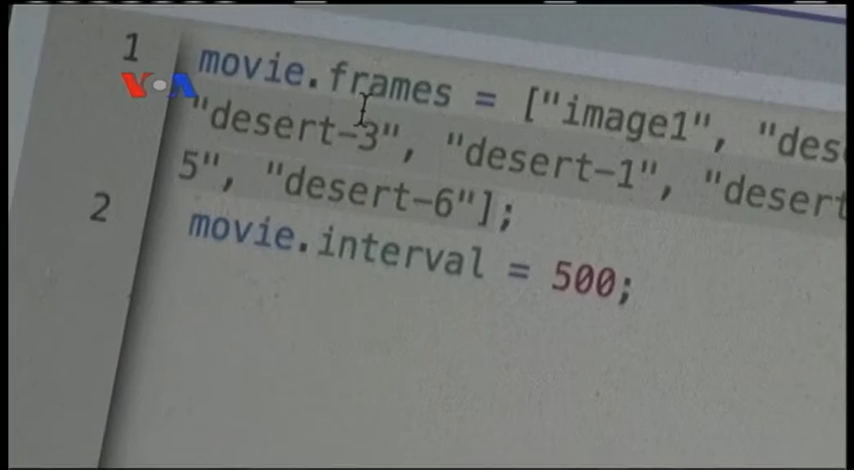 1 movie.frames = ["image1", "des
VOA
"desert-3", "desert-1", "desert
5", "desert-6"];
2 movie.interval = 500;